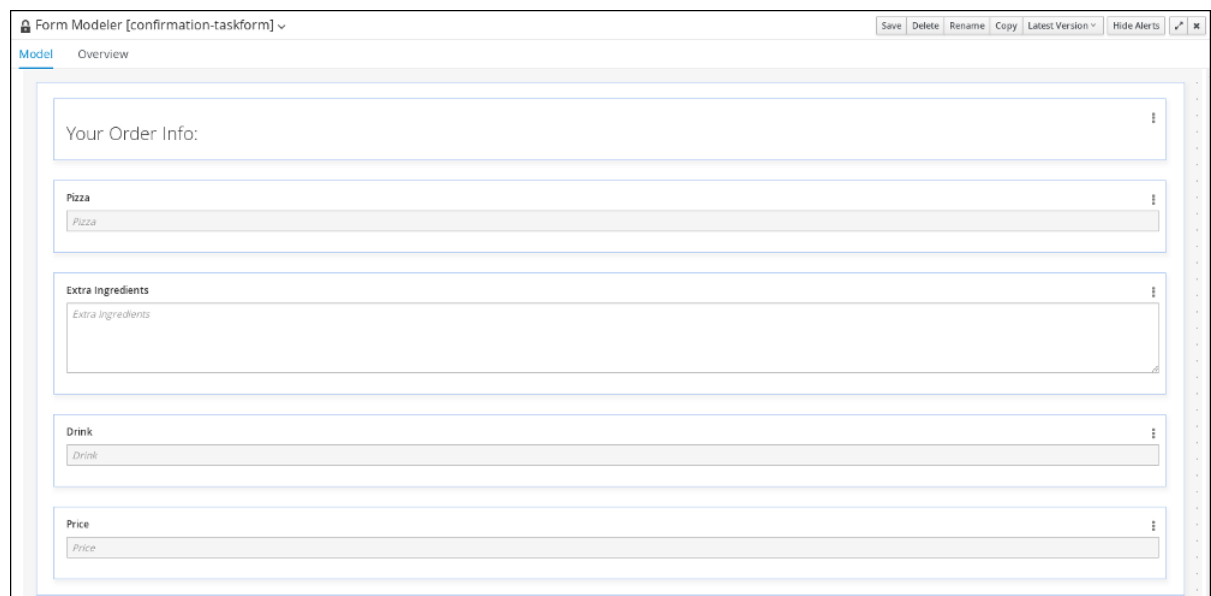 Form Modeler [confirmation-taskform]
Save Delete Rename Copy Latest Version Hide Alerts
Model Overview
Your Order Info:
Pizza
Pizza
Extra Ingredients
Extra Ingredients
Drink
Drink
Price
Price